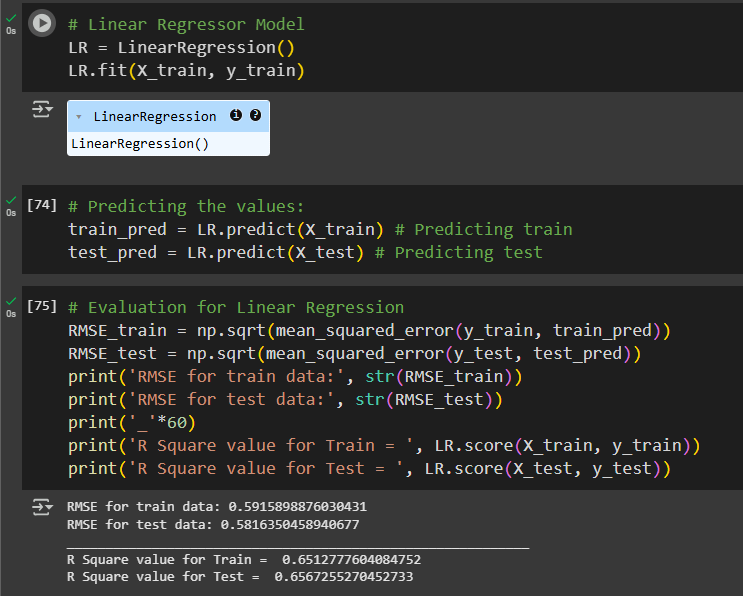 0s
# Linear Regressor Model
LR = LinearRegression()
LR.fit(X_train, y_train)
LinearRegression
LinearRegression()
0s
[74]
# Predicting the values:
train_pred = LR.predict(X_train) # Predicting train
test_pred = LR.predict(X_test) # Predicting test
0s
[75]
# Evaluation for Linear Regression
RMSE_train = np.sqrt(mean_squared_error(y_train, train_pred))
RMSE_test = np.sqrt(mean_squared_error(y_test, test_pred))
print('RMSE for train data:', str(RMSE_train))
print('RMSE for test data:', str(RMSE_test))
print('_'*60)
print('R Square value for Train = ', LR.score(X_train, y_train))
print('R Square value for Test = ', LR.score(X_test, y_test))
RMSE for train data: 0.5915898876030431
RMSE for test data: 0.5816350458940677
____________________________________________________________
R Square value for Train =  0.6512777604084752
R Square value for Test =  0.6567255270452733